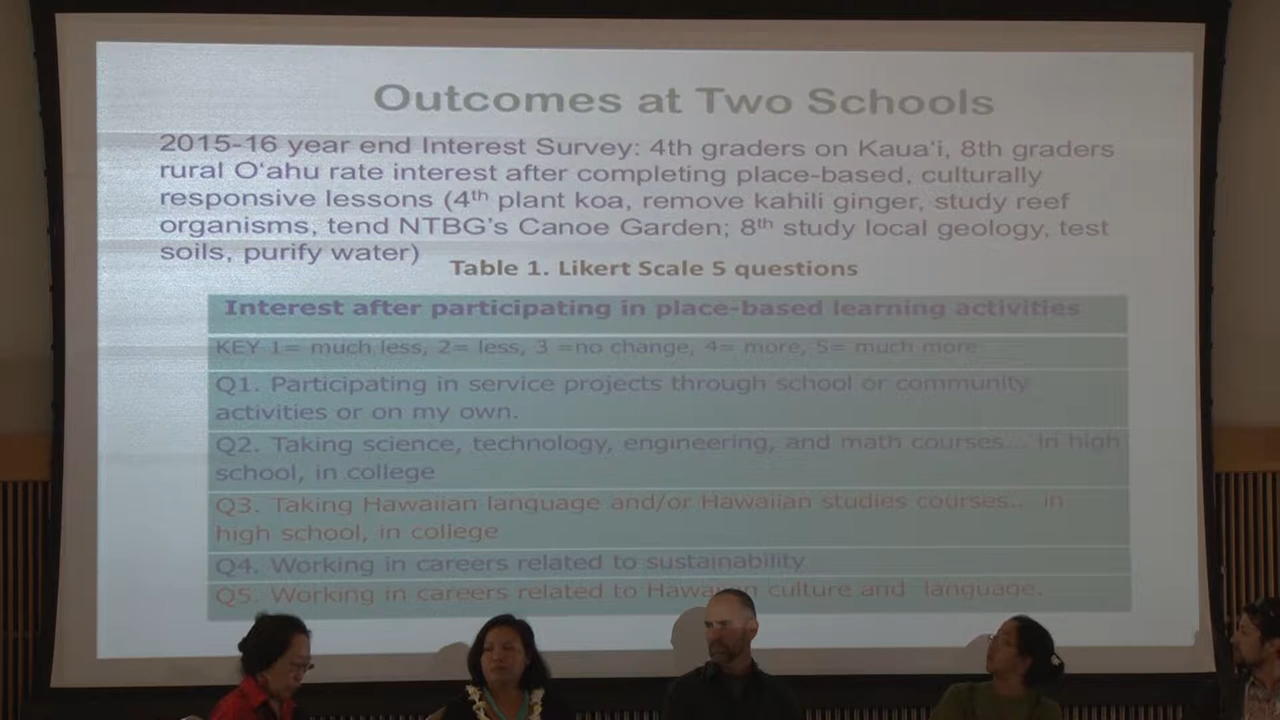 Outcomes at Two Schools
2015-16 year end Interest Survey: 4th graders on Kauaʻi, 8th graders
rural Oʻahu rate interest after completing place-based, culturally
responsive lessons (4th plant koa, remove kahili ginger, study reef
organisms, tend NTBG's Canoe Garden; 8th study local geology, test
soils, purify water)
Table 1. Likert Scale 5 questions
Interest after participating in place-based learning activities
KEY 1= much less, 2= less, 3 =no change, 4= more, 5= much more
Q1. Participating in service projects through school or community
activities or on my own.
Q2. Taking science, technology, engineering, and math courses... in high
school, in college
Q3. Taking Hawaiian language and/or Hawaiian studies courses.. in
high school, in college
Q4. Working in careers related to sustainability
Q5. Working in careers related to Hawaiian culture and language.